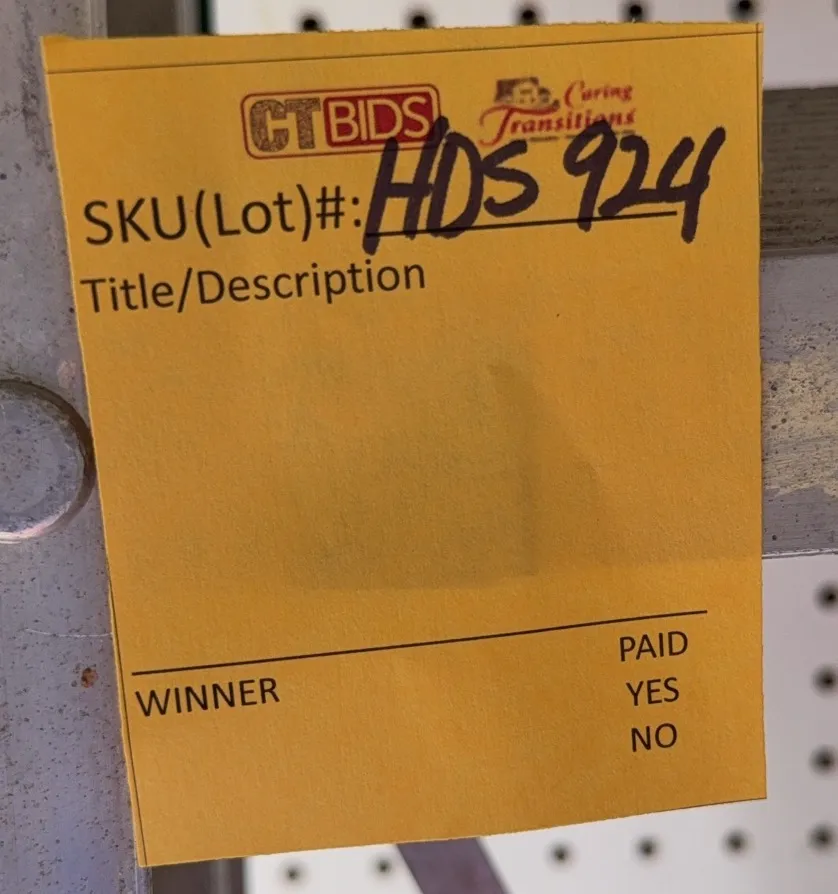 CTBIDS Caring Transitions
SKU(Lot)#: HDS 924
Title/Description
PAID
WINNER YES
NO